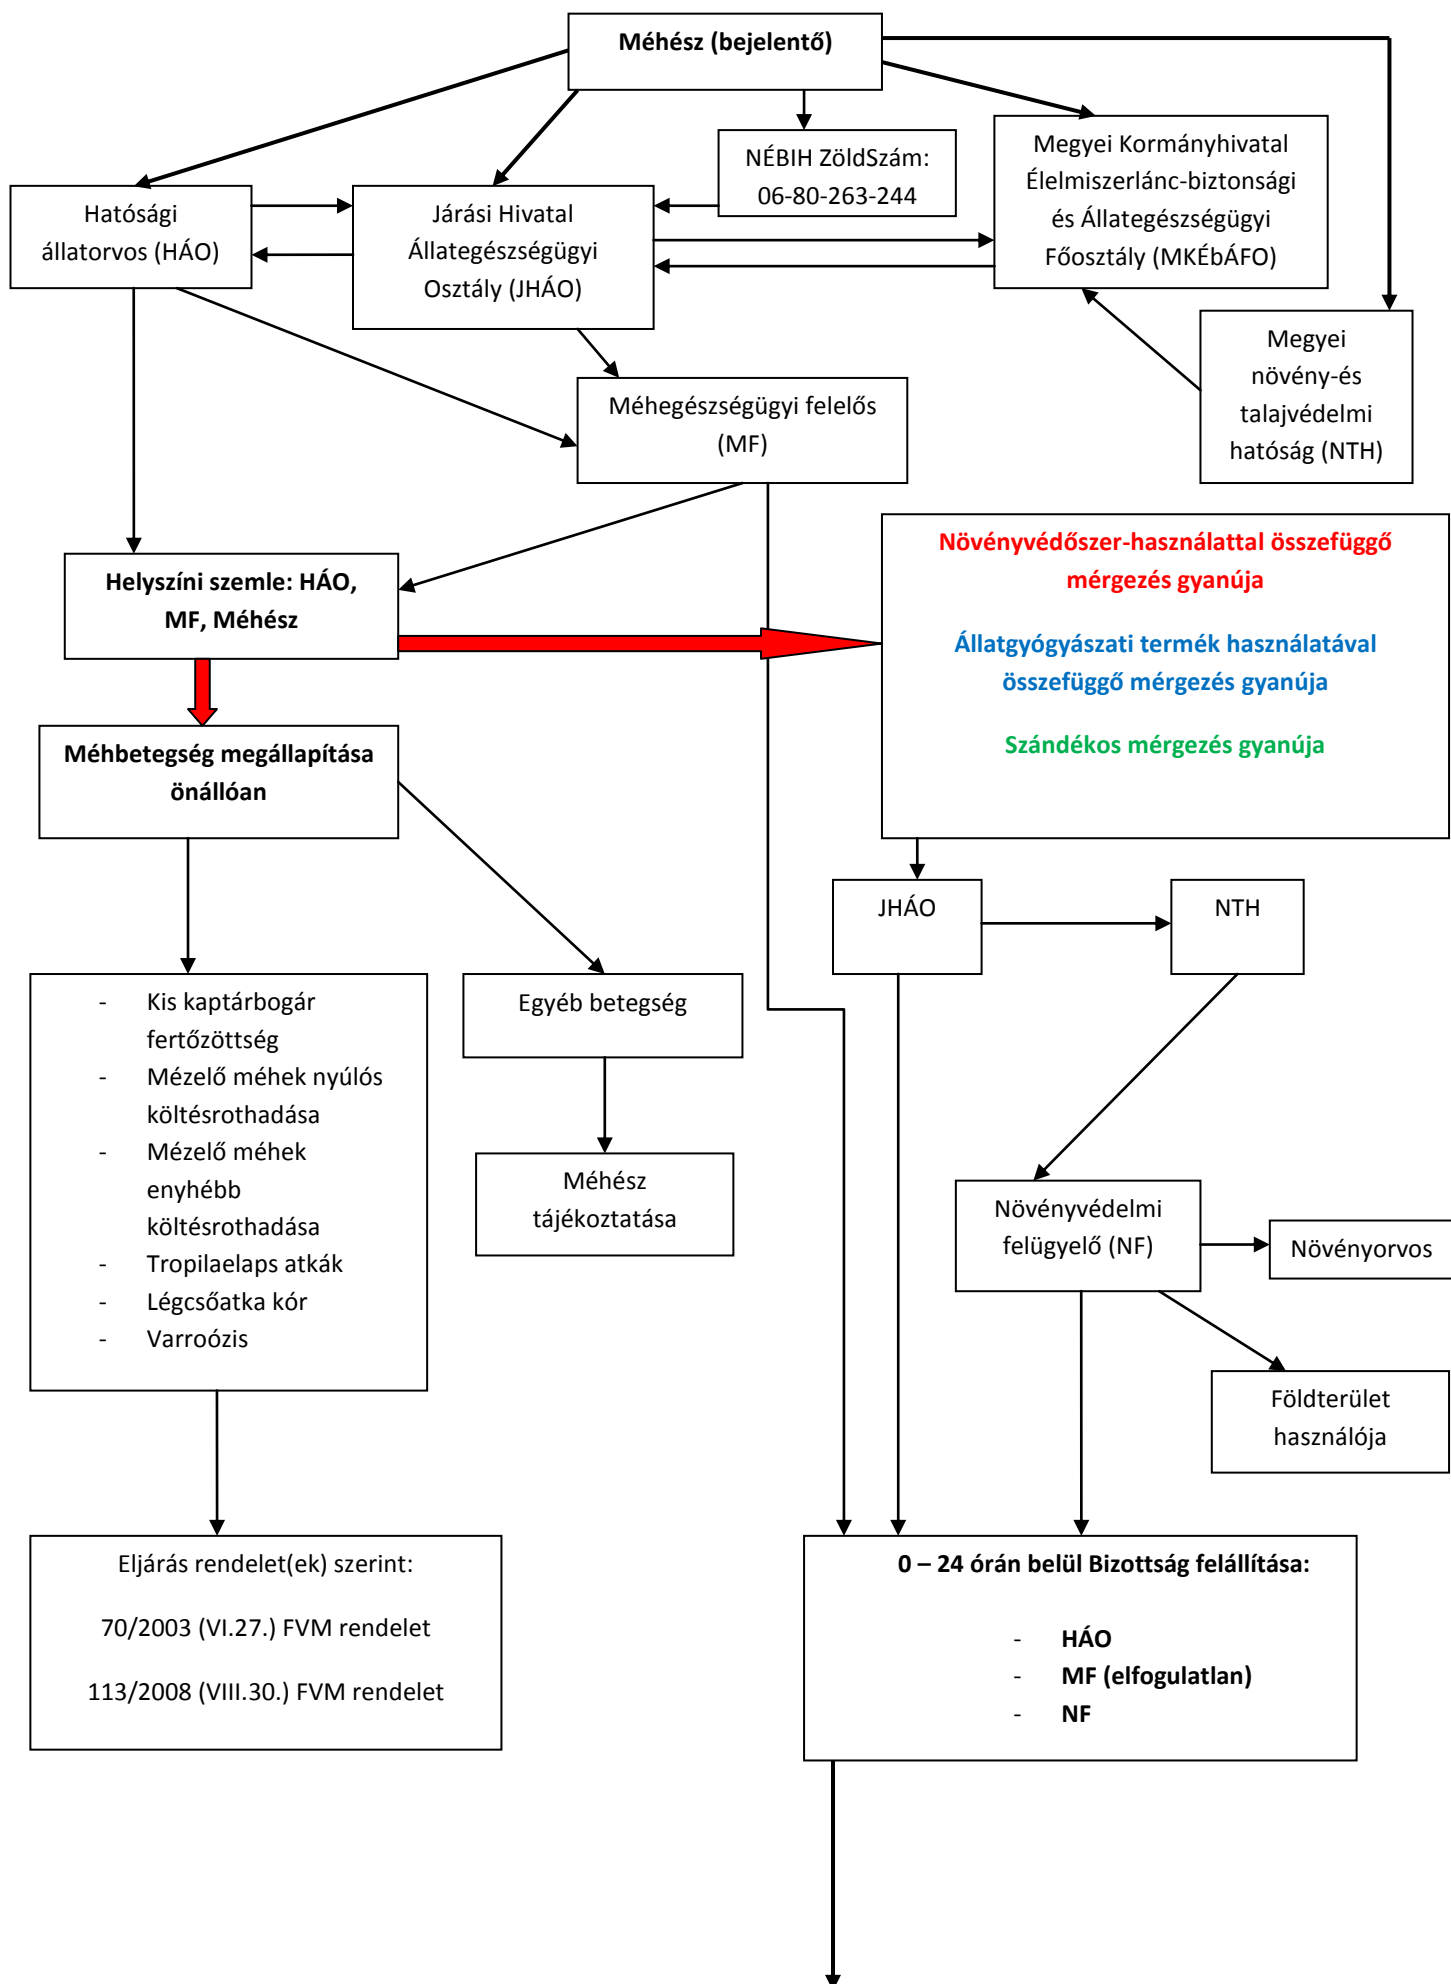 Méhész (bejelentő)
NÉBIH ZöldSzám:
06-80-263-244
Megyei Kormányhivatal
Élelmiszerlánc-biztonsági
és Állategészségügyi
Főosztály (MKÉbÁFO)
Hatósági
állatorvos (HÁO)
Járási Hivatal
Állategészségügyi
Osztály (JHÁO)
Megyei
növény-és
talajvédelmi
hatóság (NTH)
Méhegészségügyi felelős
(MF)
Helyszíni szemle: HÁO,
MF, Méhész
Növényvédőszer-használattal összefüggő
mérgezés gyanúja
Állatgyógyászati termék használatával
összefüggő mérgezés gyanúja
Szándékos mérgezés gyanúja
Méhbetegség megállapítása
önállóan
JHÁO
NTH
- Kis kaptárbogár
fertőzöttség
- Mézelő méhek nyúlós
költésrothadása
- Mézelő méhek
enyhébb
költésrothadása
- Tropilaelaps atkák
- Légcsőatka kór
- Varroózis
Egyéb betegség
Méhész
tájékoztatása
Növényvédelmi
felügyelő (NF)
Növényorvos
Földterület
használója
Eljárás rendelet(ek) szerint:
70/2003 (VI.27.) FVM rendelet
113/2008 (VIII.30.) FVM rendelet
0 – 24 órán belül Bizottság felállítása:
- HÁO
- MF (elfogulatlan)
- NF